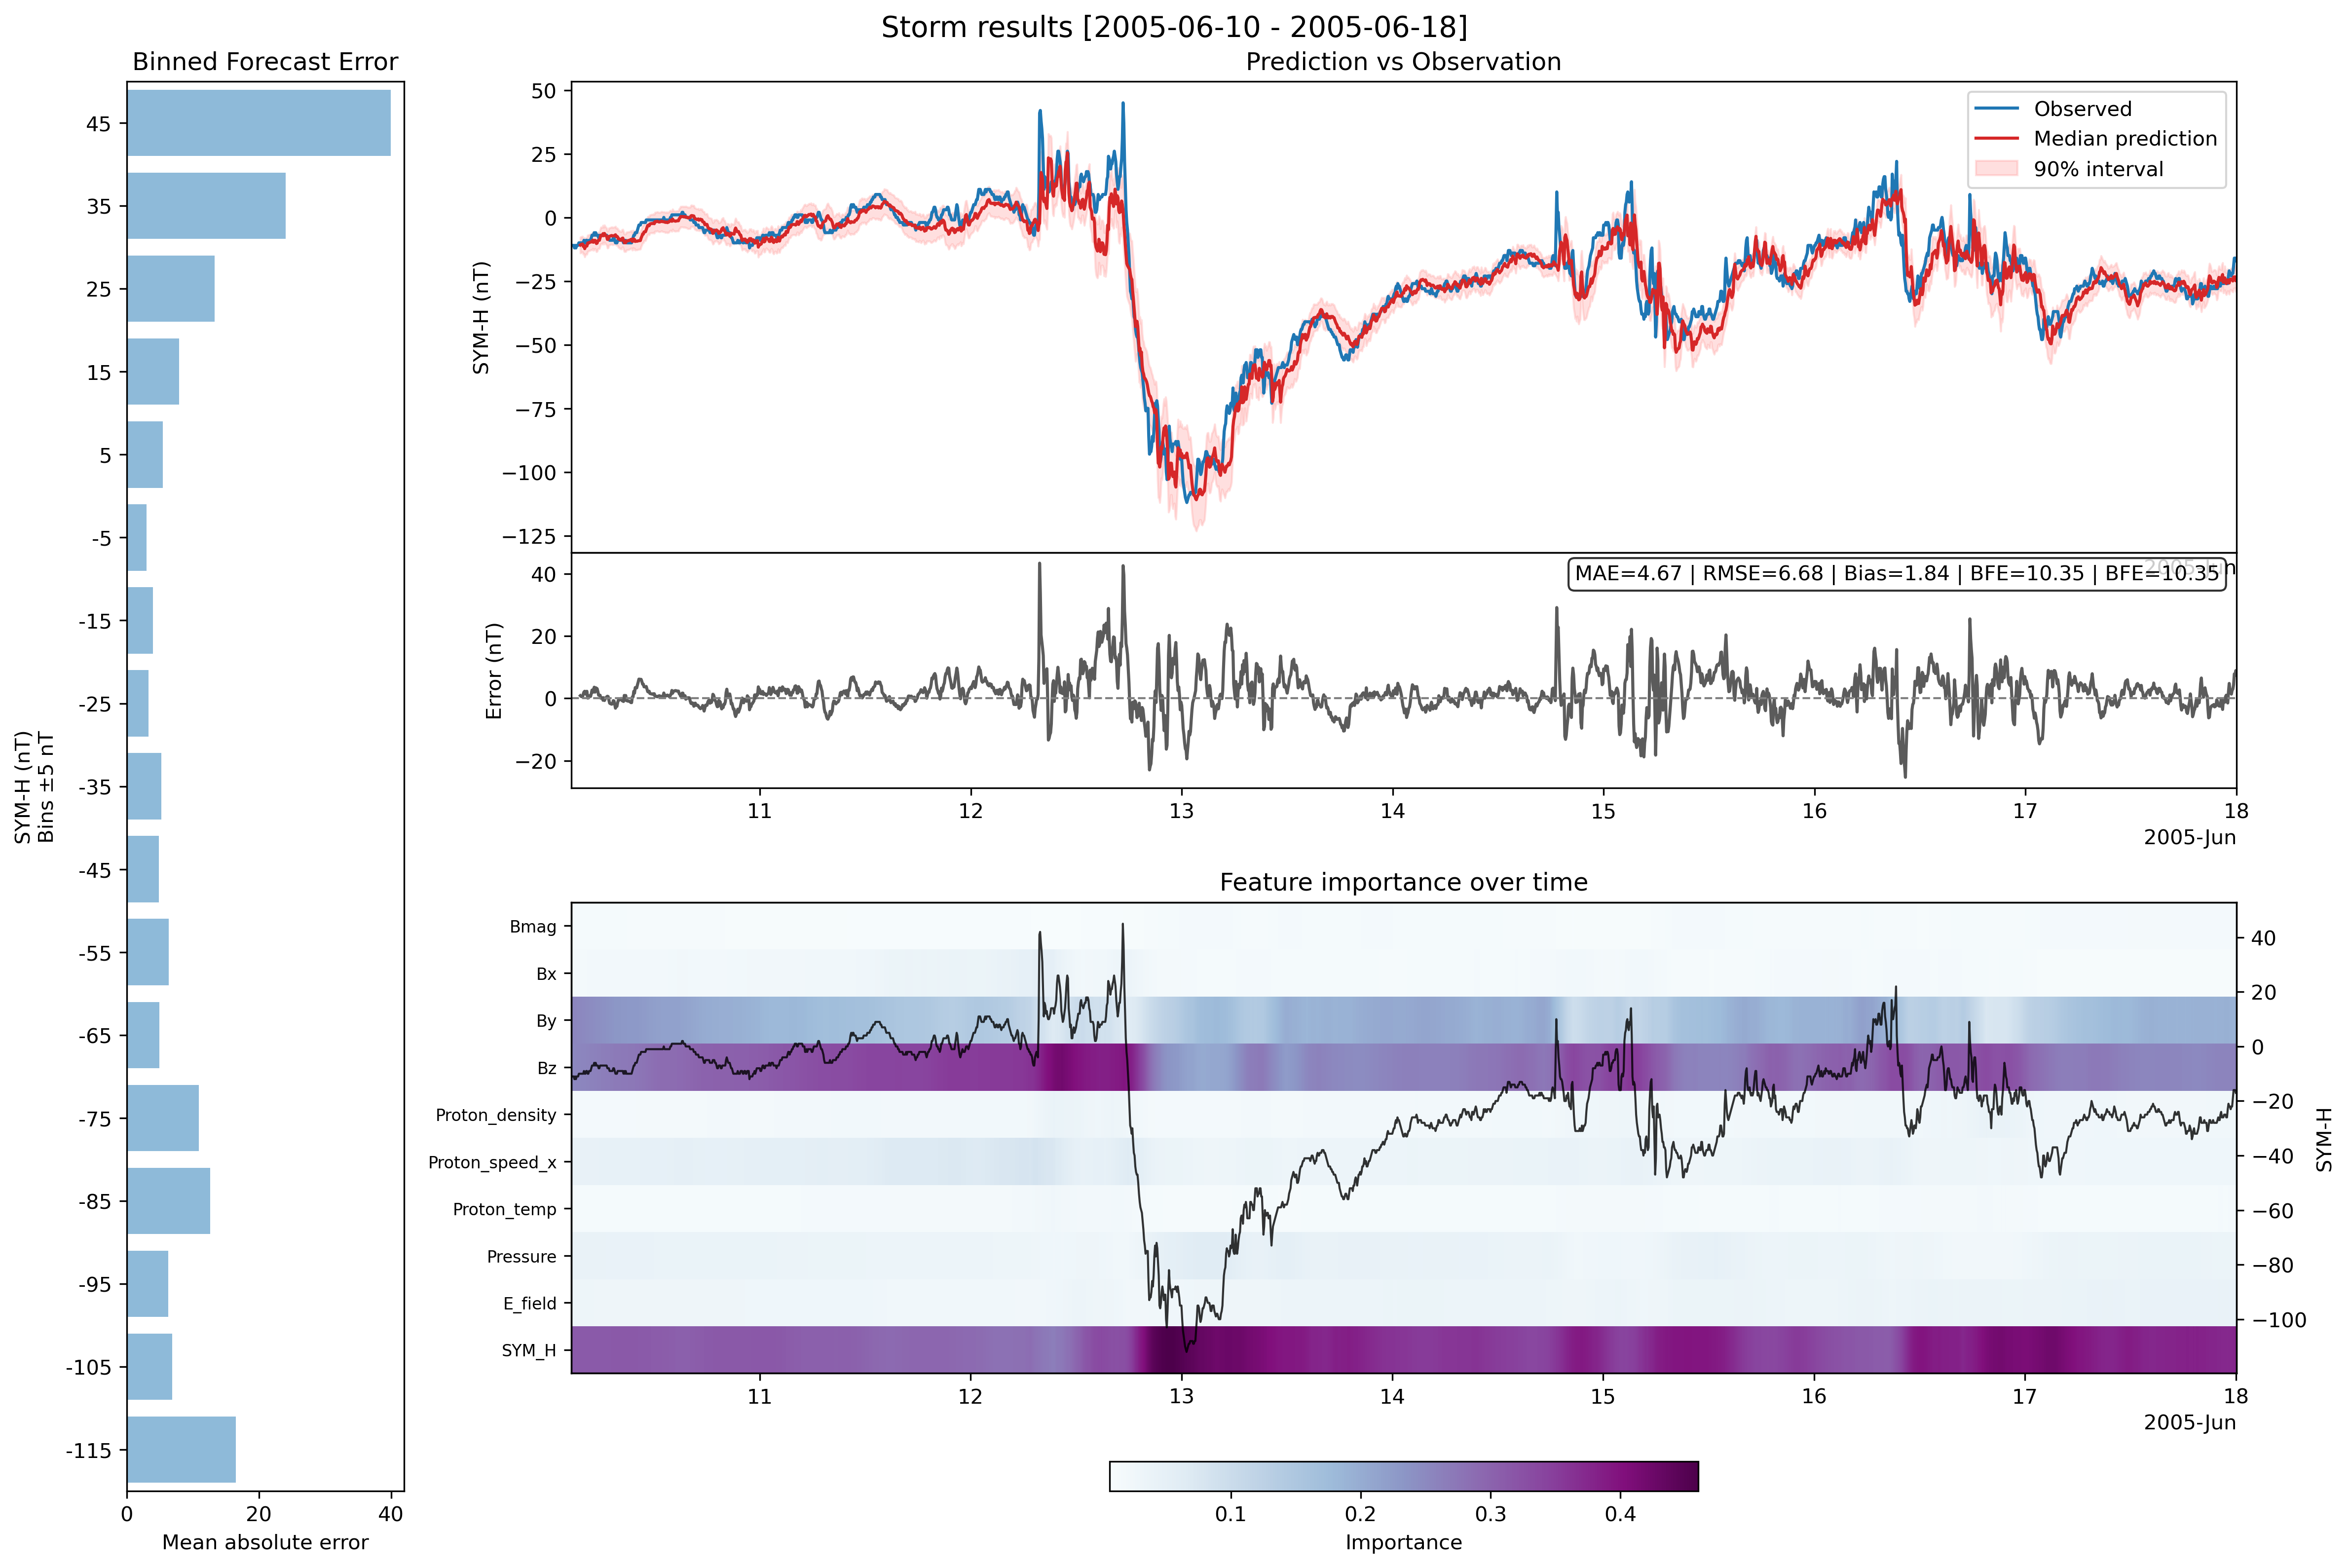 Storm results [2005-06-10 - 2005-06-18]
Binned Forecast Error
45
35
25
15
5
-5
-15
-25
-35
-45
-55
-65
-75
-85
-95
-105
-115
SYM-H (nT)
Bins ±5 nT
0 20 40
Mean absolute error
Prediction vs Observation
50
25
0
−25
−50
−75
−100
−125
SYM-H (nT)
Observed
Median prediction
90% interval
2005-Jun
MAE=4.67 | RMSE=6.68 | Bias=1.84 | BFE=10.35 | BFE=10.35
40
20
0
−20
Error (nT)
11 12 13 14 15 16 17 18
2005-Jun
Feature importance over time
Bmag
Bx
By
Bz
Proton_density
Proton_speed_x
Proton_temp
Pressure
E_field
SYM_H
40
20
0
−20
−40
−60
−80
−100
SYM-H
11 12 13 14 15 16 17 18
2005-Jun
0.1 0.2 0.3 0.4
Importance